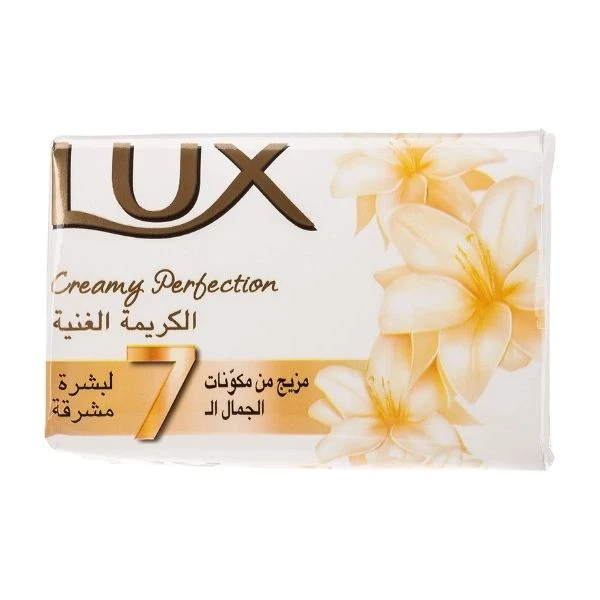 LUX
Creamy Perfection
الكريمة الغنية
مزيج من مكوّنات
الجمال الـ
7
لبشرة
مشرقة